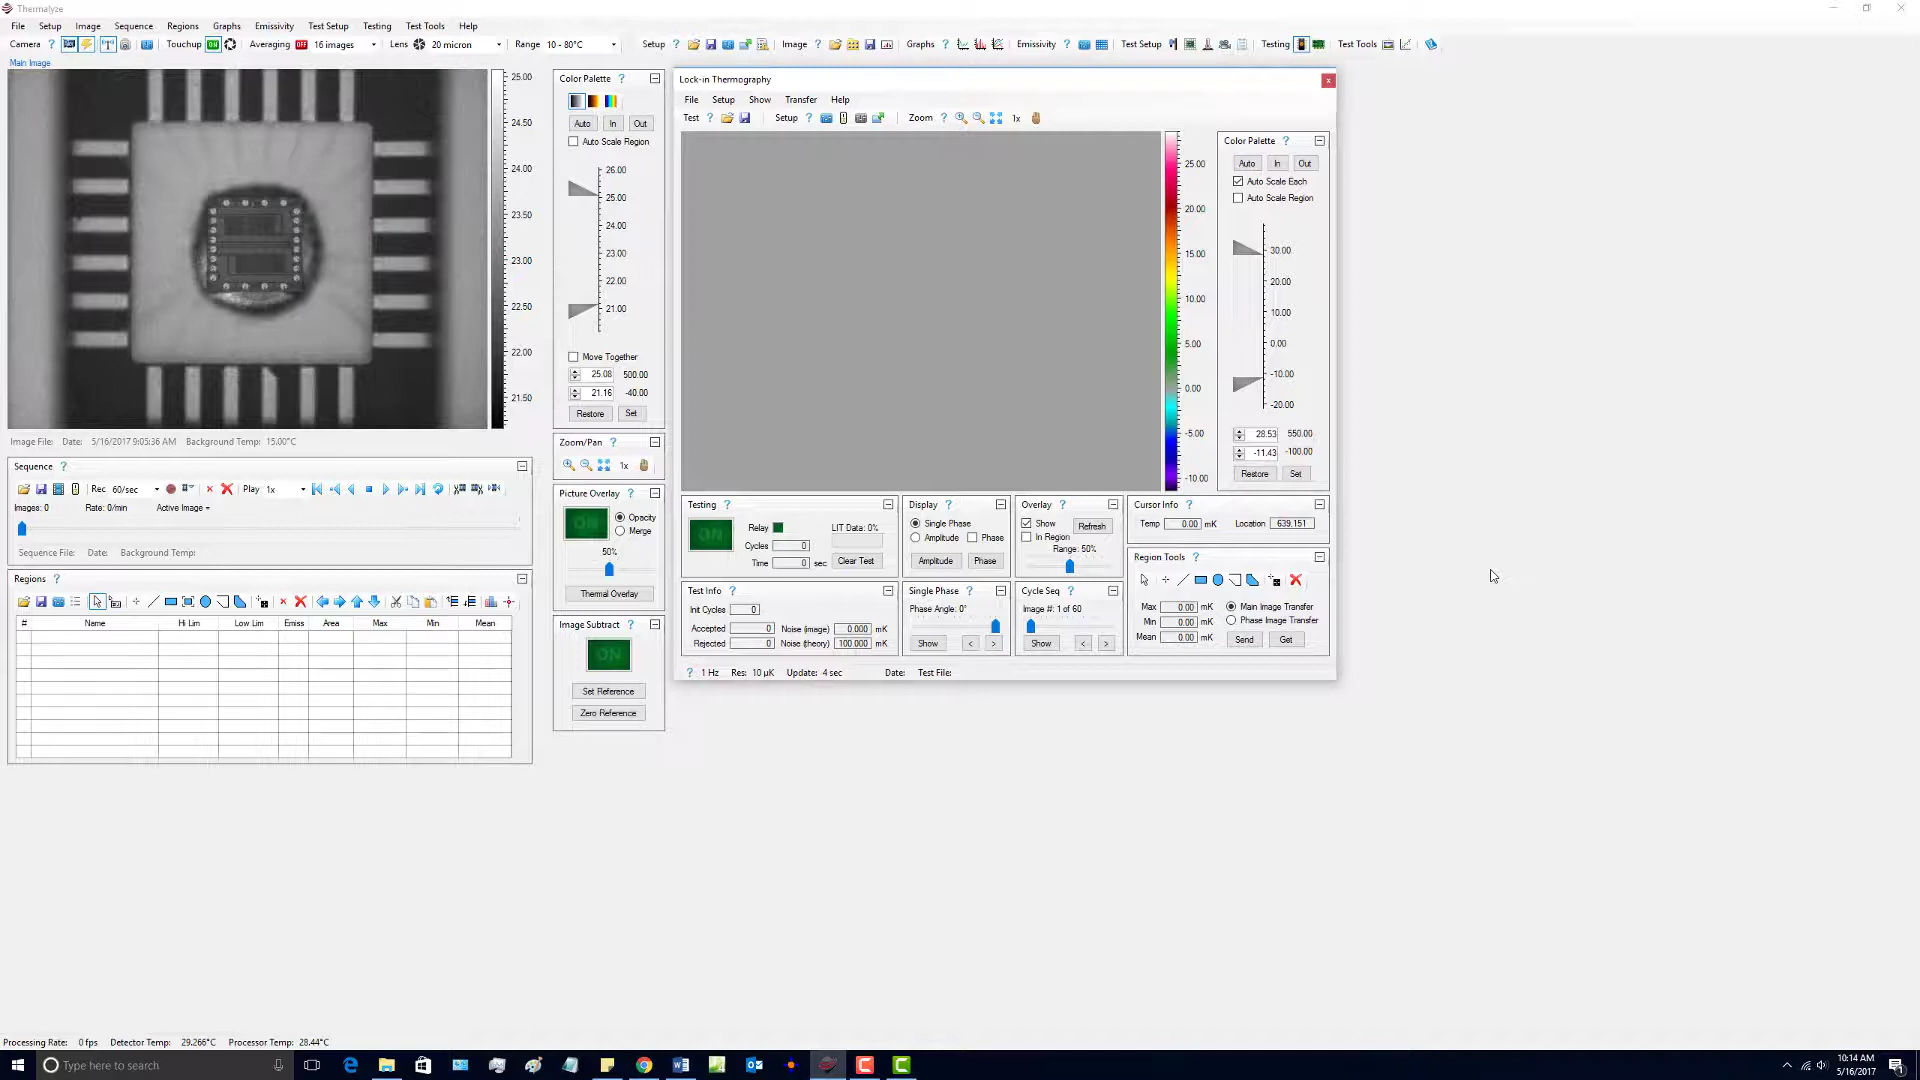 Thermalyze
File Setup Image Sequence Regions Graphs Emissivity Test Setup Testing Test Tools Help
Camera ? Touchup ON Averaging OFF 16 images Lens 20 micron Range 10 - 80°C Setup ? Image ? Graphs ? Emissivity ? Test Setup ? Testing Test Tools
Main Image
25.00
24.50
24.00
23.50
23.00
22.50
22.00
21.50
Image File: Date: 5/16/2017 9:05:36 AM Background Temp: 15.00°C
Color Palette ?
Auto In Out
Auto Scale Region
26.00
25.00
24.00
23.00
22.00
21.00
Move Together
25.08 500.00
21.16 -40.00
Restore Set
Zoom/Pan ?
1x
Picture Overlay ?
ON
Opacity
Merge
50%
Thermal Overlay
Image Subtract ?
ON
Set Reference
Zero Reference
Sequence ?
Rec 60/sec Play 1x
Images: 0 Rate: 0/min Active Image
Sequence File: Date: Background Temp:
Regions ?
# Name Hi Lim Low Lim Emiss Area Max Min Mean
Lock-in Thermography x
File Setup Show Transfer Help
Test ? Setup ? Zoom ? 1x
25.00
20.00
15.00
10.00
5.00
0.00
-5.00
-10.00
Color Palette ?
Auto In Out
Auto Scale Each
Auto Scale Region
30.00
20.00
10.00
0.00
-10.00
-20.00
28.53 550.00
-11.43 -100.00
Restore Set
Testing ?
ON
Relay LIT Data: 0%
Cycles 0
Time 0 sec Clear Test
Display ?
Single Phase
Amplitude Phase
Amplitude Phase
Overlay ?
Show Refresh
In Region
Range: 50%
Cursor Info ?
Temp 0.00 mK Location 639.151
Test Info ?
Init Cycles 0
Accepted 0 Noise (image) 0.000 mK
Rejected 0 Noise (theory) 100.000 mK
Single Phase ?
Phase Angle: 0°
Show < >
Cycle Seq ?
Image #: 1 of 60
Show < >
Region Tools ?
Max 0.00 mK Main Image Transfer
Min 0.00 mK Phase Image Transfer
Mean 0.00 mK Send Get
? 1 Hz Res: 10 µK Update: 4 sec Date: Test File:
Processing Rate: 0 fps Detector Temp: 29.266°C Processor Temp: 28.44°C
Type here to search
10:14 AM
5/16/2017